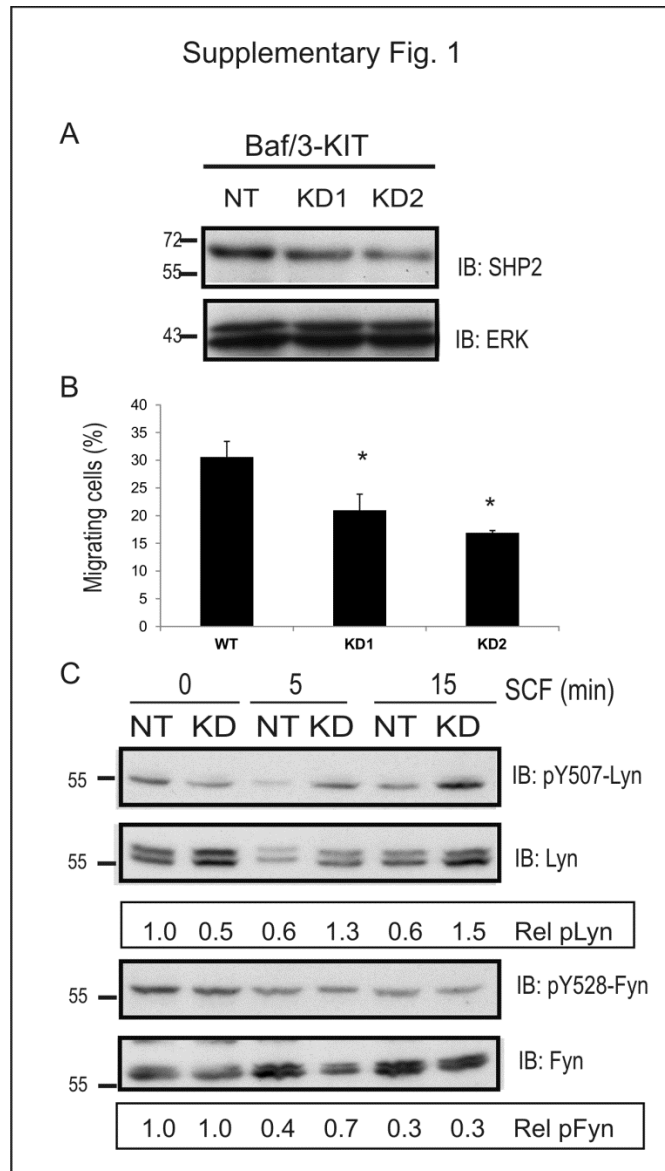 Supplementary Fig. 1
A
Baf/3-KIT
NT KD1 KD2
72
55
IB: SHP2
43
IB: ERK
B
Migrating cells (%)
40
35
30
25
20
15
10
5
0
*
*
WT KD1 KD2
C
0 5 15 SCF (min)
NT KD NT KD NT KD
55 IB: pY507-Lyn
55 IB: Lyn
1.0 0.5 0.6 1.3 0.6 1.5 Rel pLyn
55 IB: pY528-Fyn
55 IB: Fyn
1.0 1.0 0.4 0.7 0.3 0.3 Rel pFyn